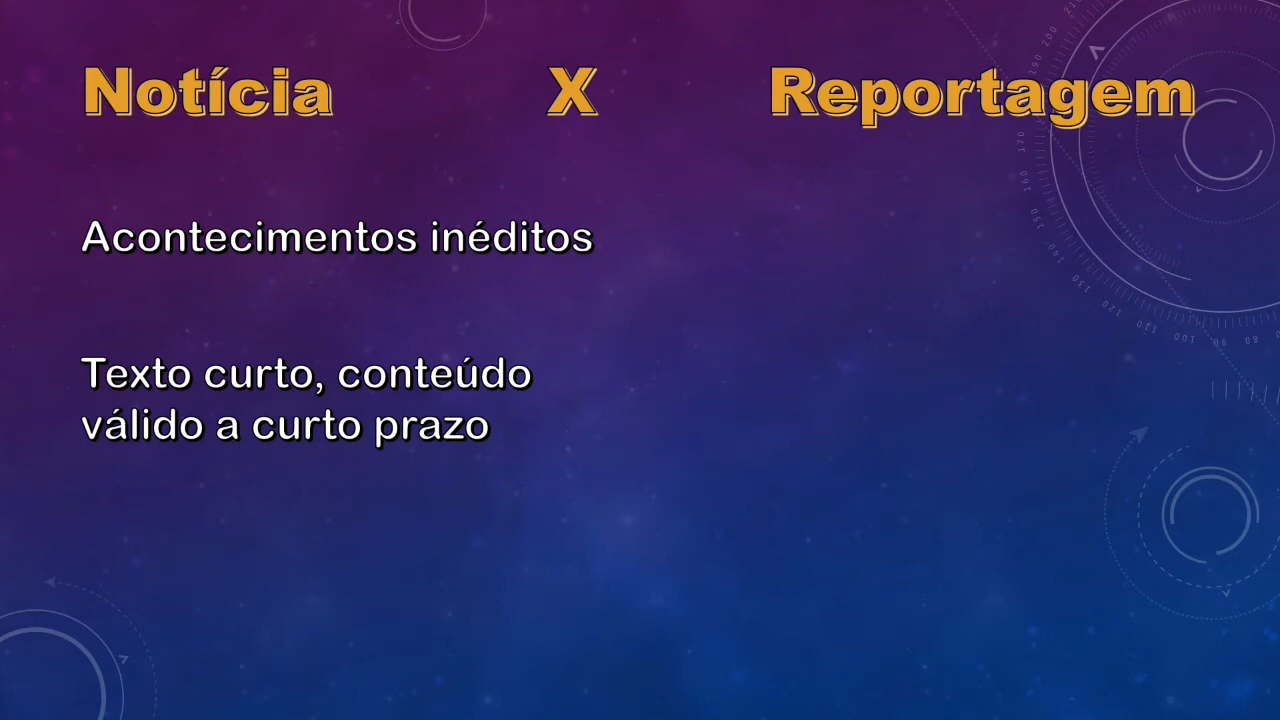 Notícia X Reportagem
Acontecimentos inéditos
Texto curto, conteúdo
válido a curto prazo